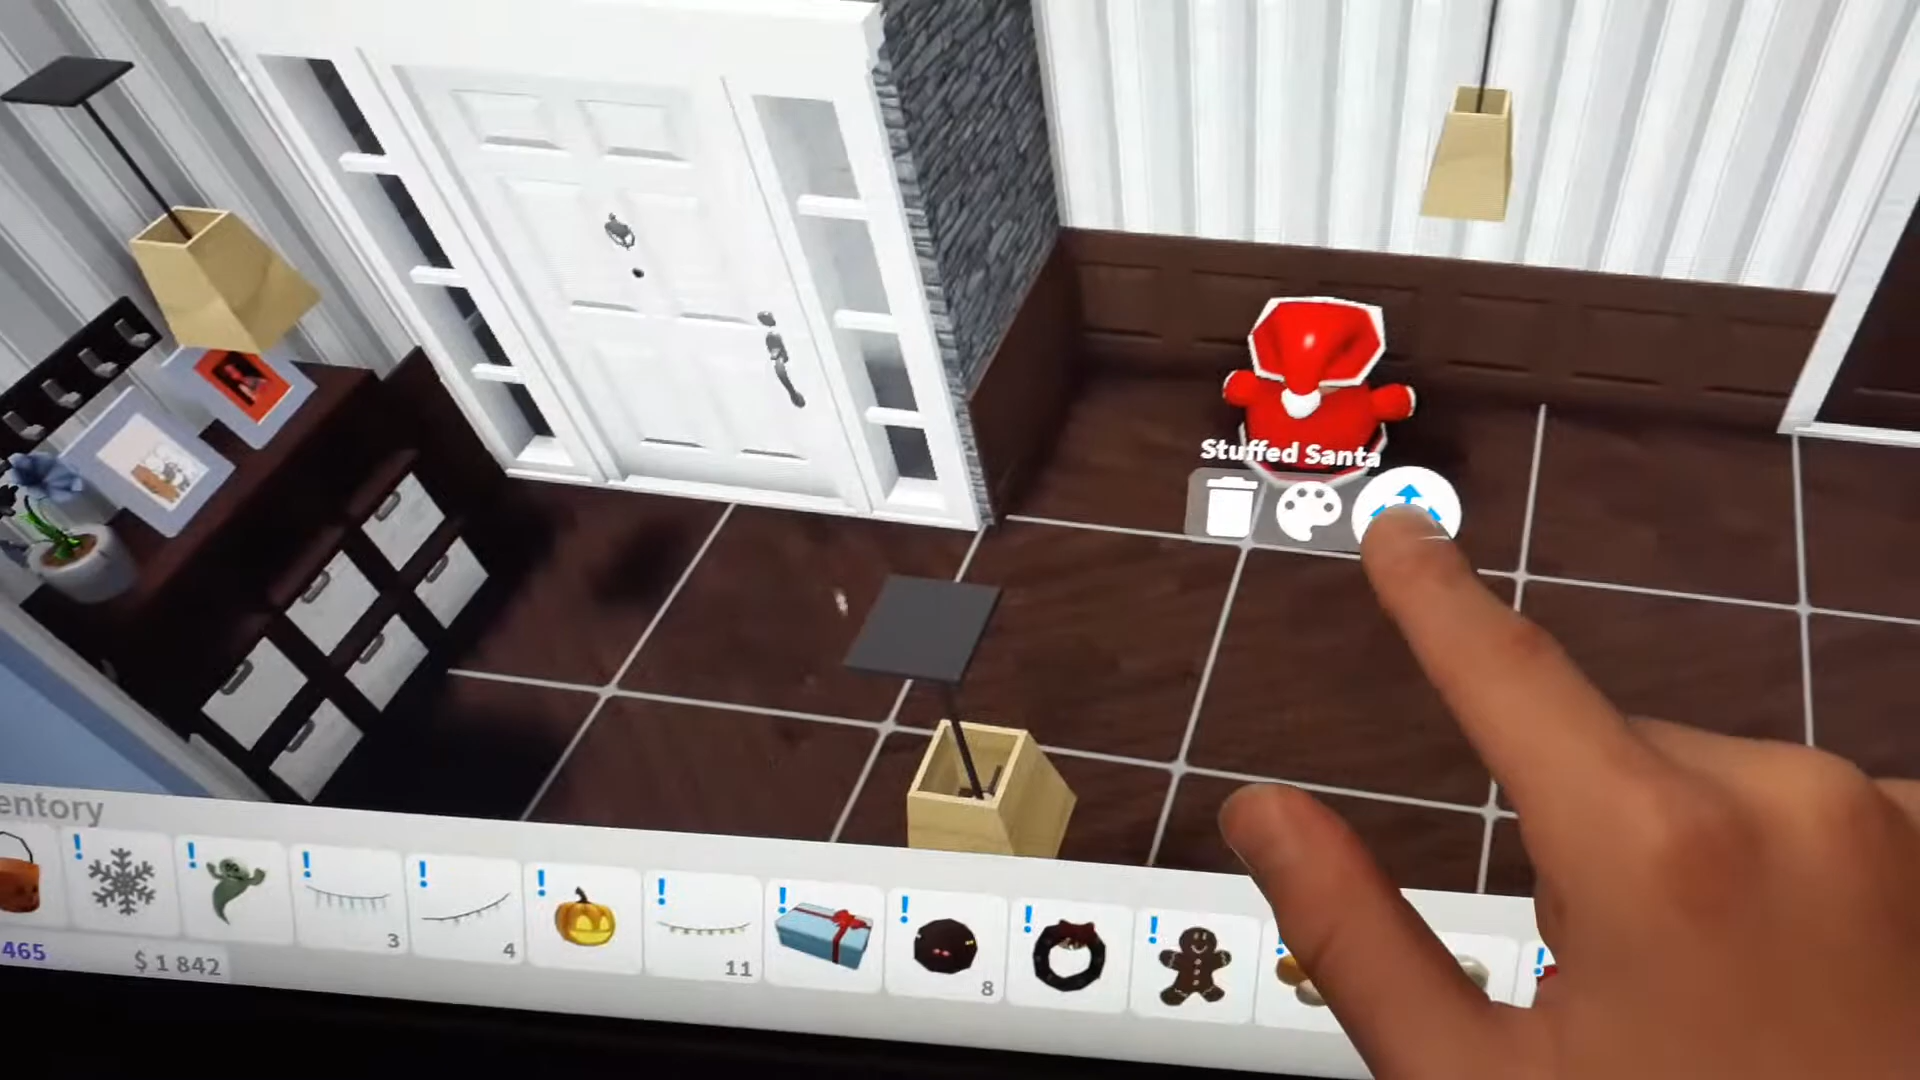 Stuffed Santa
entory
! ! ! ! ! ! ! ! ! ! ! !
3
4
11
8
465
$ 1 842